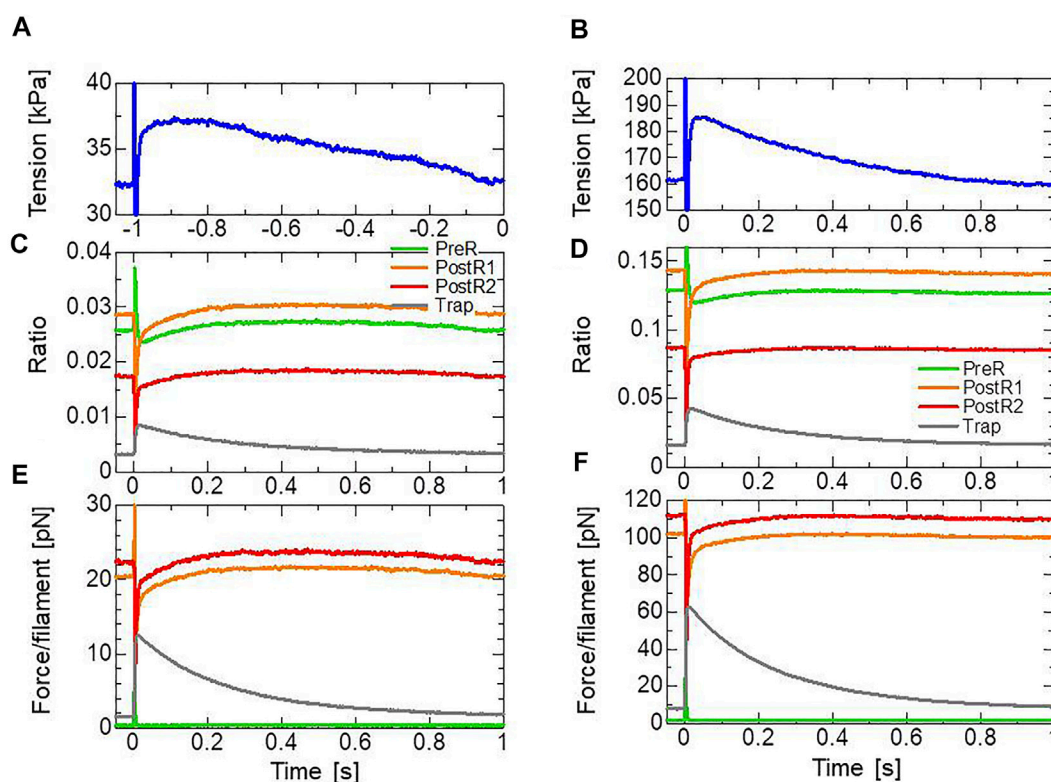 A
B
Tension [kPa]
40
35
30
-1 -0.8 -0.6 -0.4 -0.2 0
Tension [kPa]
200
190
180
170
160
150
0 0.2 0.4 0.6 0.8 1
C
Ratio
0.04
0.03
0.02
0.01
0
PreR
PostR1
PostR2
Trap
0 0.2 0.4 0.6 0.8 1
D
Ratio
0.15
0.1
0.05
0
PreR
PostR1
PostR2
Trap
0 0.2 0.4 0.6 0.8 1
E
Force/filament [pN]
30
20
10
0
0 0.2 0.4 0.6 0.8 1
Time [s]
F
Force/filament [pN]
120
100
80
60
40
20
0
0 0.2 0.4 0.6 0.8 1
Time [s]